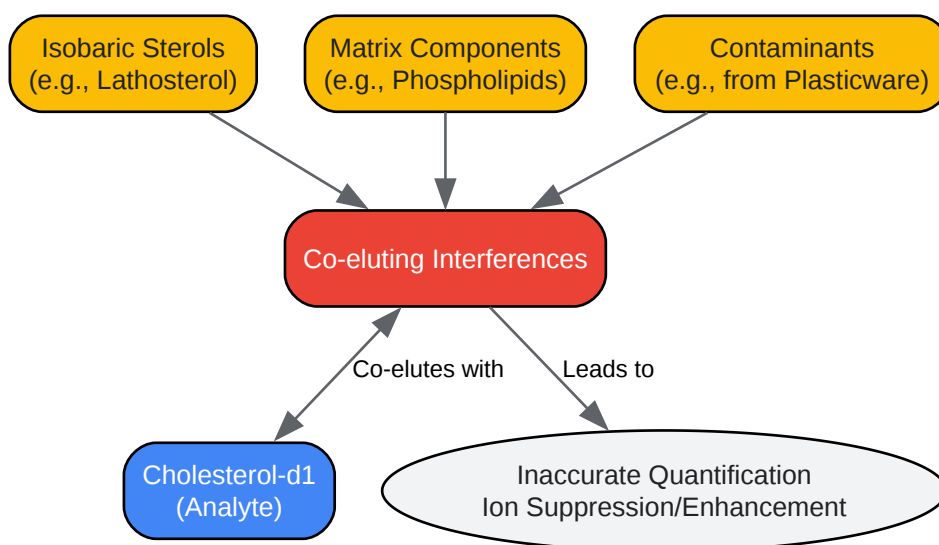 Isobaric Sterols
(e.g., Lathosterol)
Matrix Components
(e.g., Phospholipids)
Contaminants
(e.g., from Plasticware)
Co-eluting Interferences
Co-elutes with
Leads to
Cholesterol-d1
(Analyte)
Inaccurate Quantification
Ion Suppression/Enhancement